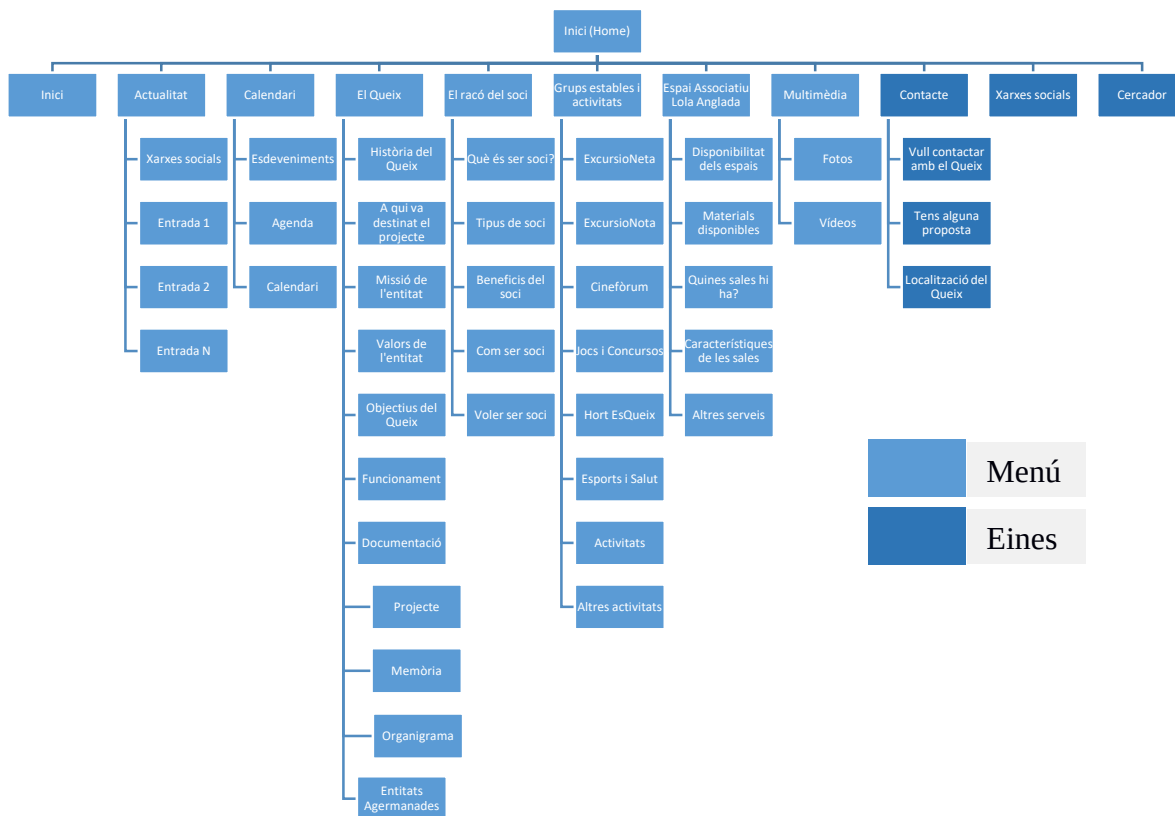 Inici (Home)
Inici
Actualitat
Calendari
El Queix
El racó del soci
Grups estables i
activitats
Espai Associatiu
Lola Anglada
Multimèdia
Contacte
Xarxes socials
Cercador
Xarxes socials
Entrada 1
Entrada 2
Entrada N
Esdeveniments
Agenda
Calendari
Història del
Queix
A qui va
destinat el
projecte
Missió de
l'entitat
Valors de
l'entitat
Objectius del
Queix
Funcionament
Documentació
Projecte
Memòria
Organigrama
Entitats
Agermanades
Què és ser soci?
Tipus de soci
Beneficis del
soci
Com ser soci
Voler ser soci
ExcursioNeta
ExcursioNota
Cinefòrum
Jocs i Concursos
Hort EsQueix
Esports i Salut
Activitats
Altres activitats
Disponibilitat
dels espais
Materials
disponibles
Quines sales hi
ha?
Característiques
de les sales
Altres serveis
Fotos
Vídeos
Vull contactar
amb el Queix
Tens alguna
proposta
Localització del
Queix
Menú
Eines